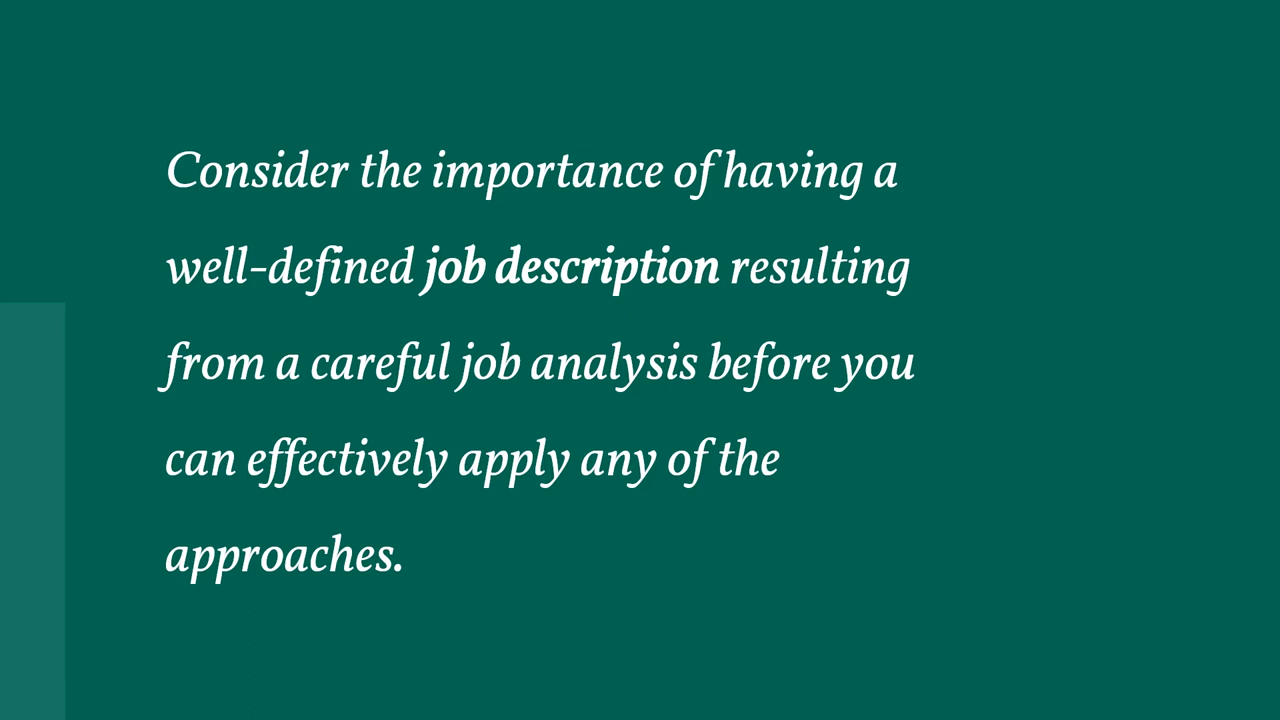 Consider the importance of having a
well-defined job description resulting
from a careful job analysis before you
can effectively apply any of the
approaches.